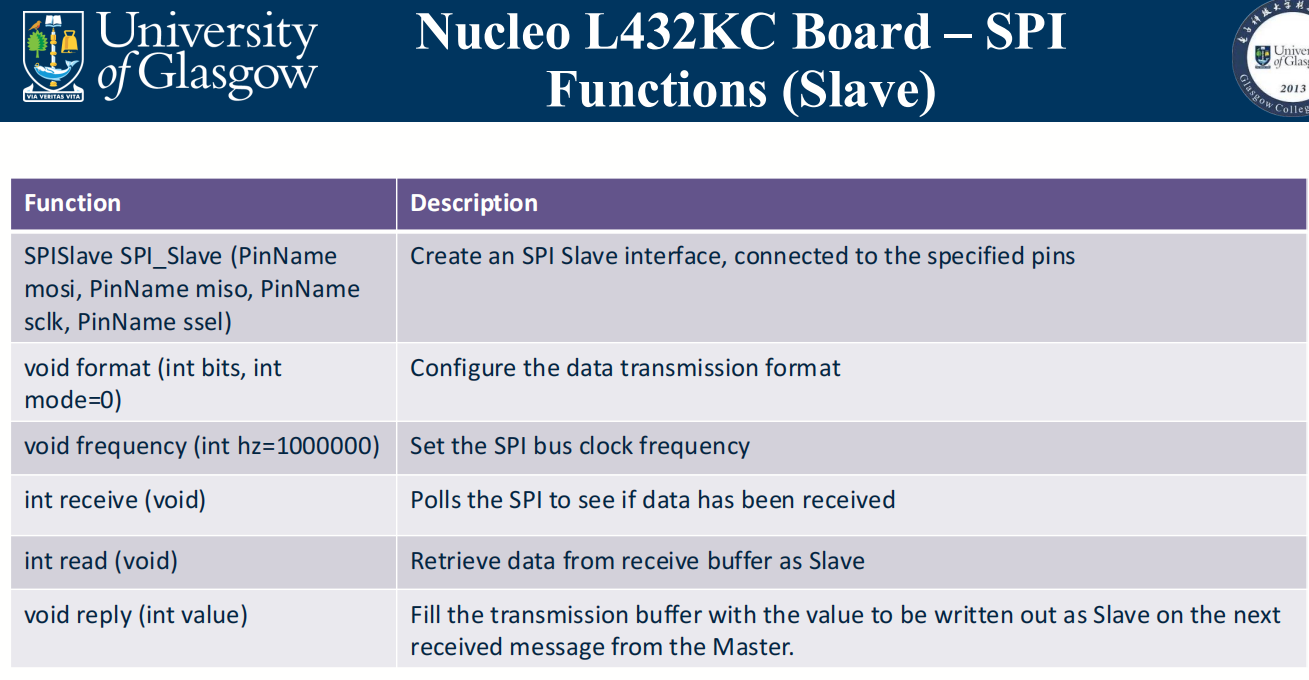 University
of Glasgow
VIA VERITAS VITA
Nucleo L432KC Board – SPI
Functions (Slave)
2013
Function
Description
SPISlave SPI_Slave (PinName
mosi, PinName miso, PinName
sclk, PinName ssel)
Create an SPI Slave interface, connected to the specified pins
void format (int bits, int
mode=0)
Configure the data transmission format
void frequency (int hz=1000000)
Set the SPI bus clock frequency
int receive (void)
Polls the SPI to see if data has been received
int read (void)
Retrieve data from receive buffer as Slave
void reply (int value)
Fill the transmission buffer with the value to be written out as Slave on the next
received message from the Master.